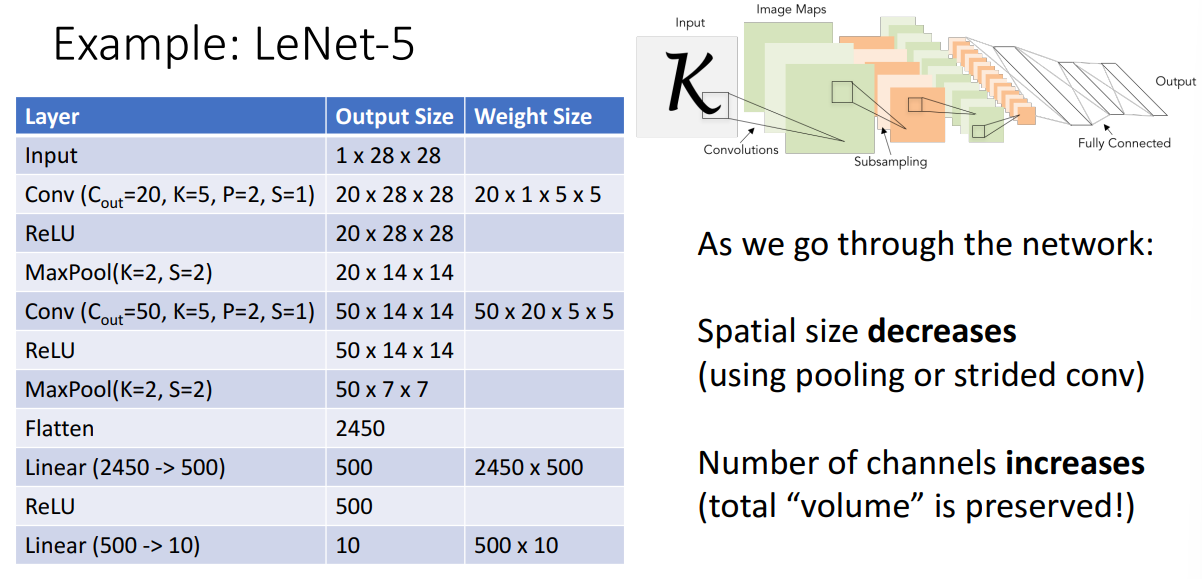 Example: LeNet-5
Input
Image Maps
Output
Convolutions
Subsampling
Fully Connected
K
Layer Output Size Weight Size
Input 1 x 28 x 28
Conv (Cout=20, K=5, P=2, S=1) 20 x 28 x 28 20 x 1 x 5 x 5
ReLU 20 x 28 x 28
MaxPool(K=2, S=2) 20 x 14 x 14
Conv (Cout=50, K=5, P=2, S=1) 50 x 14 x 14 50 x 20 x 5 x 5
ReLU 50 x 14 x 14
MaxPool(K=2, S=2) 50 x 7 x 7
Flatten 2450
Linear (2450 -> 500) 500 2450 x 500
ReLU 500
Linear (500 -> 10) 10 500 x 10
As we go through the network:
Spatial size decreases
(using pooling or strided conv)
Number of channels increases
(total “volume” is preserved!)